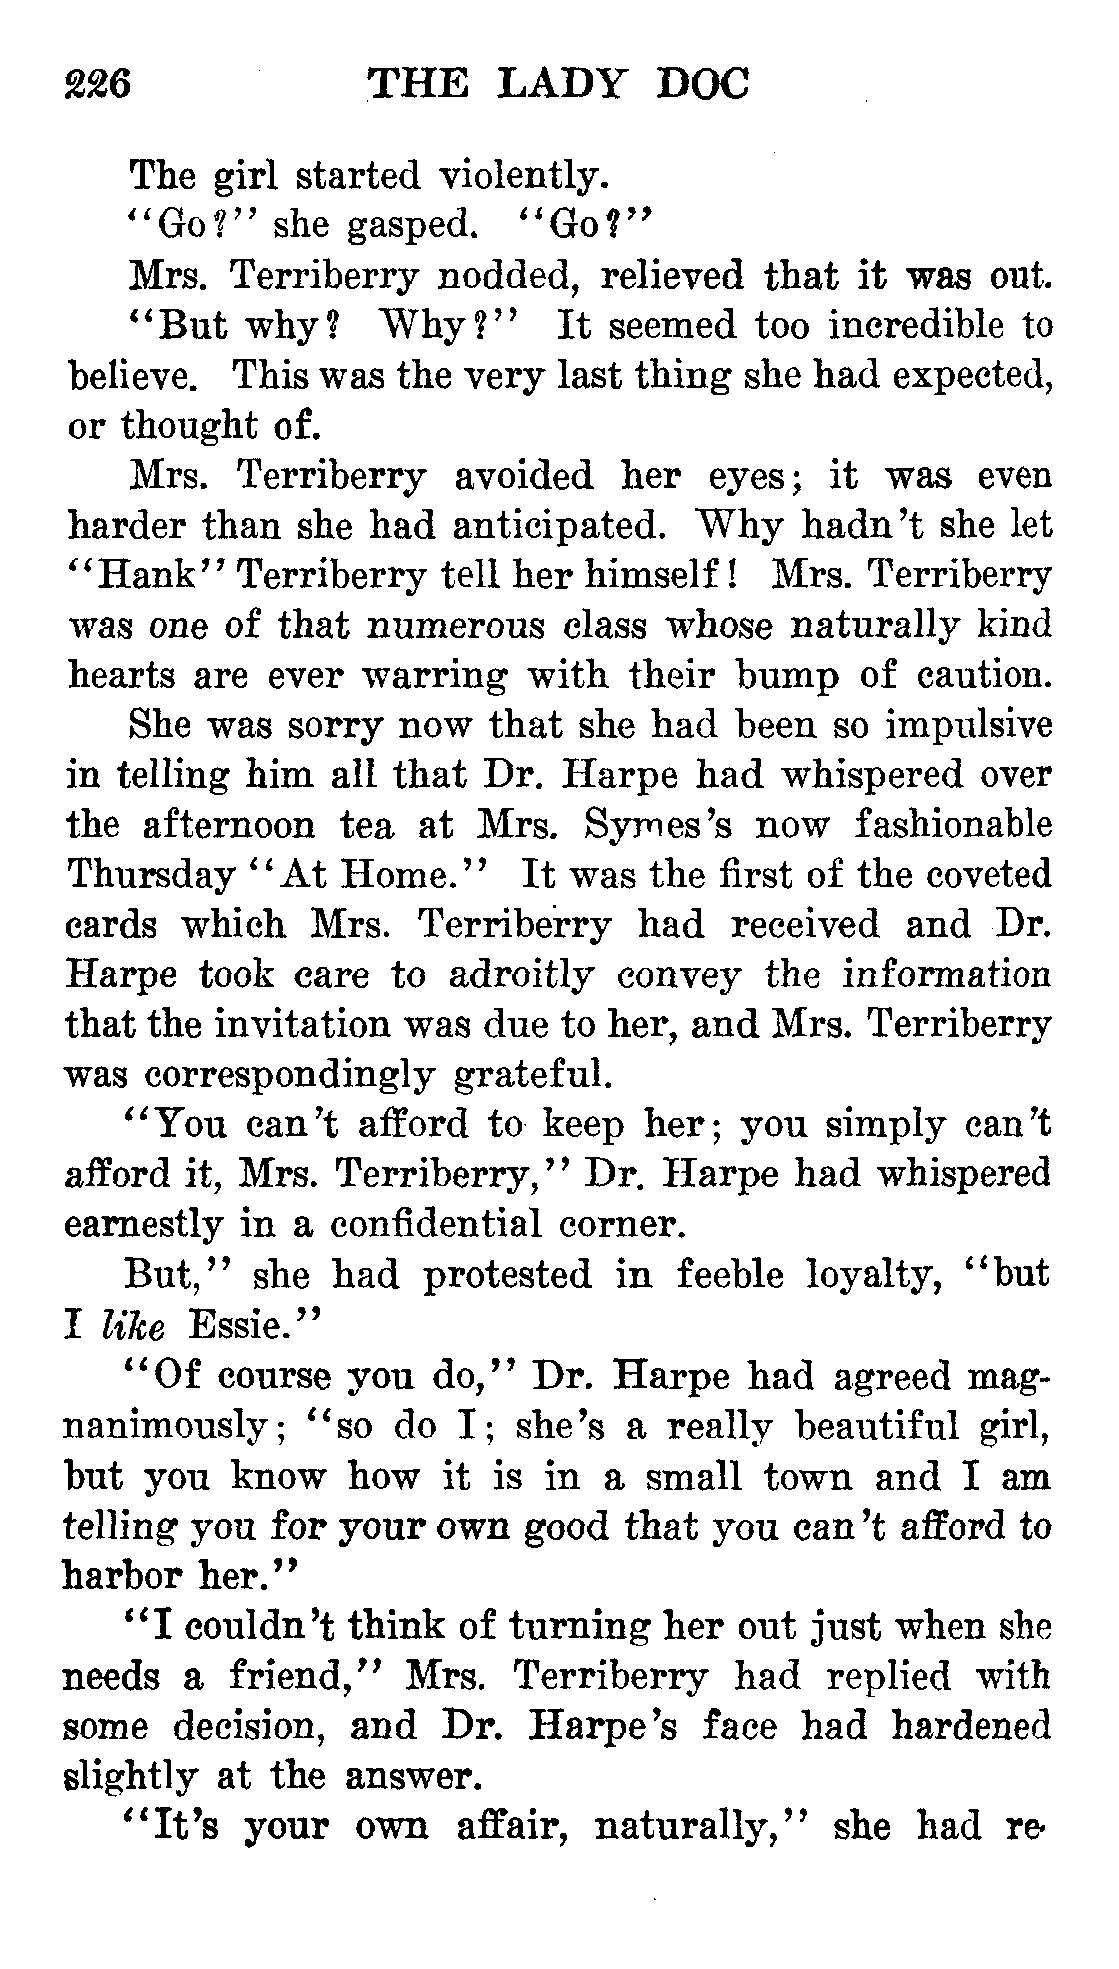 226 THE LADY DOC
The girl started violently.
"Go?" she gasped. "Go?"
Mrs. Terriberry nodded, relieved that it was out.
"But why? Why?" It seemed too incredible to
believe. This was the very last thing she had expected,
or thought of.
Mrs. Terriberry avoided her eyes; it was even
harder than she had anticipated. Why hadn't she let
"Hank" Terriberry tell her himself! Mrs. Terriberry
was one of that numerous class whose naturally kind
hearts are ever warring with their bump of caution.
She was sorry now that she had been so impulsive
in telling him all that Dr. Harpe had whispered over
the afternoon tea at Mrs. Symes's now fashionable
Thursday "At Home." It was the first of the coveted
cards which Mrs. Terriberry had received and Dr.
Harpe took care to adroitly convey the information
that the invitation was due to her, and Mrs. Terriberry
was correspondingly grateful.
"You can't afford to keep her; you simply can't
afford it, Mrs. Terriberry," Dr. Harpe had whispered
earnestly in a confidential corner.
But," she had protested in feeble loyalty, "but
I like Essie."
"Of course you do," Dr. Harpe had agreed mag-
nanimously; "so do I; she's a really beautiful girl,
but you know how it is in a small town and I am
telling you for your own good that you can't afford to
harbor her."
"I couldn't think of turning her out just when she
needs a friend," Mrs. Terriberry had replied with
some decision, and Dr. Harpe's face had hardened
slightly at the answer.
"It's your own affair, naturally," she had re-